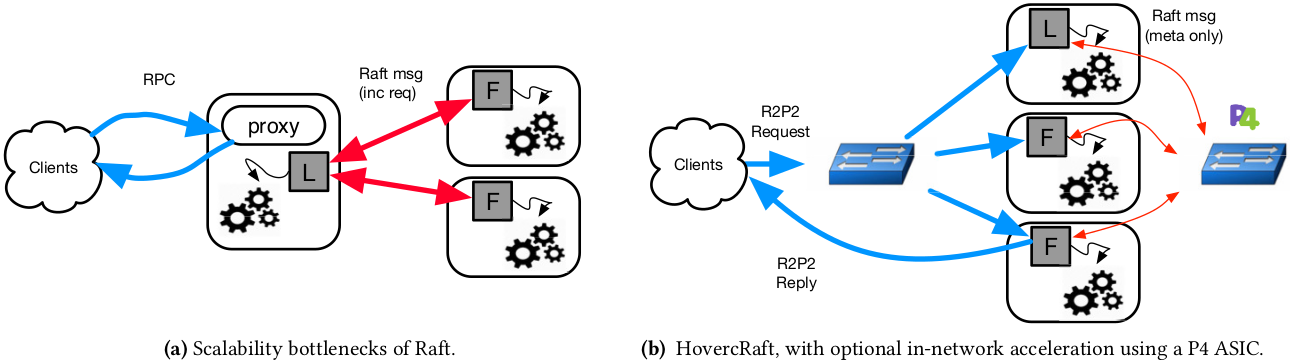 RPC
Clients
proxy
L
Raft msg
(inc req)
F
F
(a) Scalability bottlenecks of Raft.
Clients
R2P2
Request
R2P2
Reply
L
F
F
Raft msg
(meta only)
P4
(b) HovercRaft, with optional in-network acceleration using a P4 ASIC.